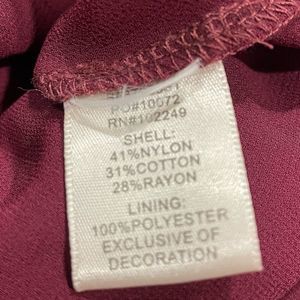 PO#10072
RN#102249
SHELL:
41%NYLON
31%COTTON
28%RAYON
LINING:
100%POLYESTER
EXCLUSIVE OF
DECORATION